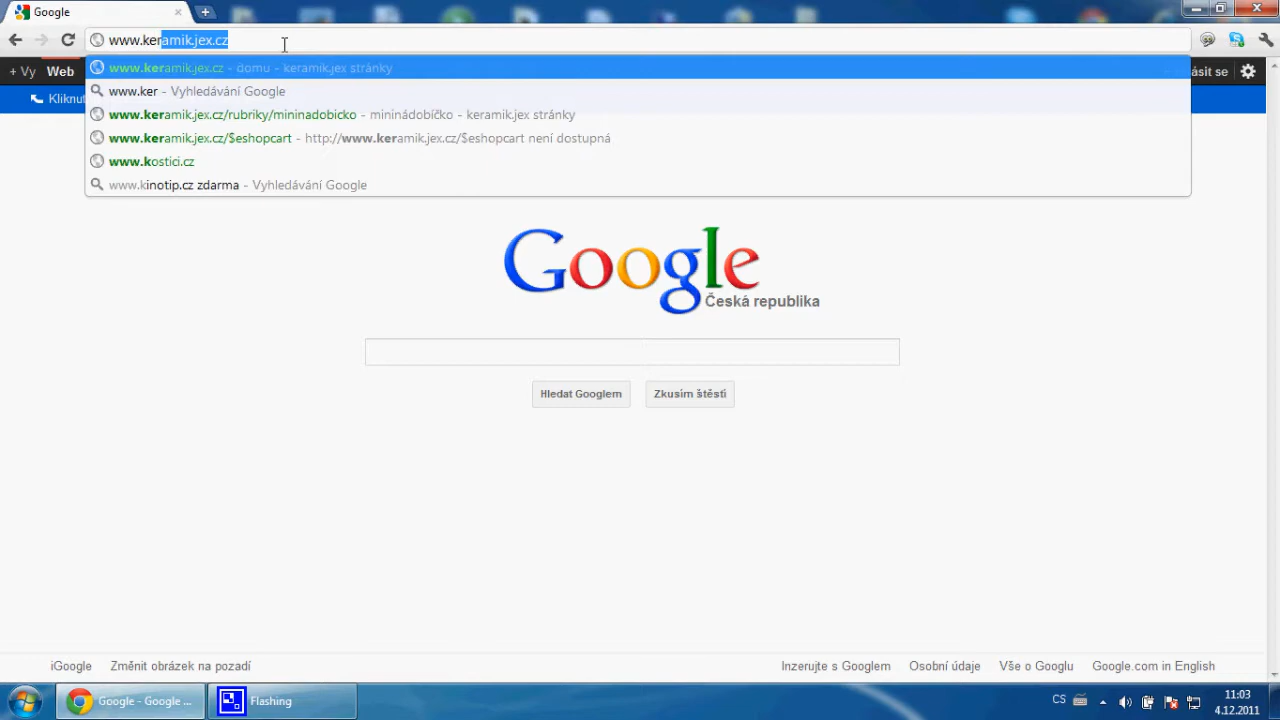 Google
www.keramik.jex.cz
www.keramik.jex.cz - domu - keramik.jex stránky
+ Vy Web
www.ker - Vyhledávání Google
Kliknut
www.keramik.jex.cz/rubriky/mininadobicko - mininádobíčko - keramik.jex stránky
www.keramik.jex.cz/$eshopcart - http://www.keramik.jex.cz/$eshopcart není dostupná
www.kostici.cz
www.kinotip.cz zdarma - Vyhledávání Google
Google
Česká republika
Hledat Googlem Zkusím štěstí
iGoogle Změnit obrázek na pozadí Inzerujte s Googlem Osobní údaje Vše o Googlu Google.com in English
Google - Google ... Flashing CS 11:03
4.12.2011